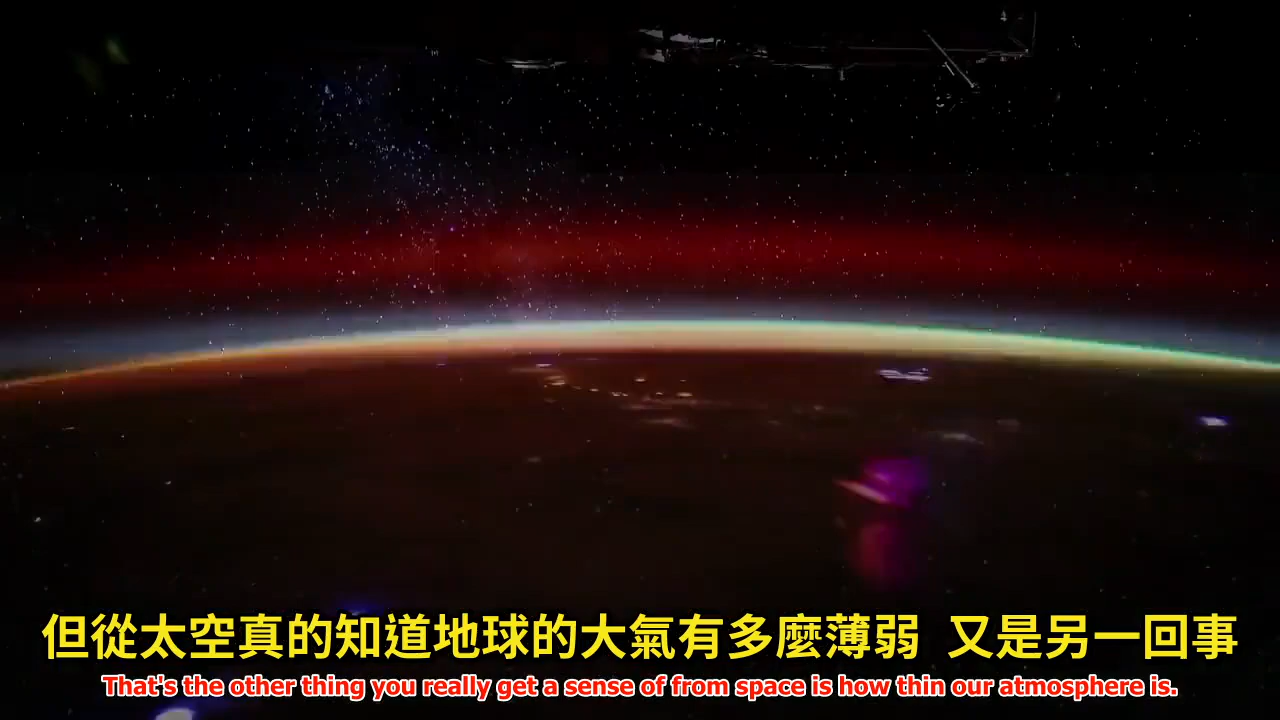 但從太空真的知道地球的大氣有多麼薄弱 又是另一回事
That's the other thing you really get a sense of from space is how thin our atmosphere is.